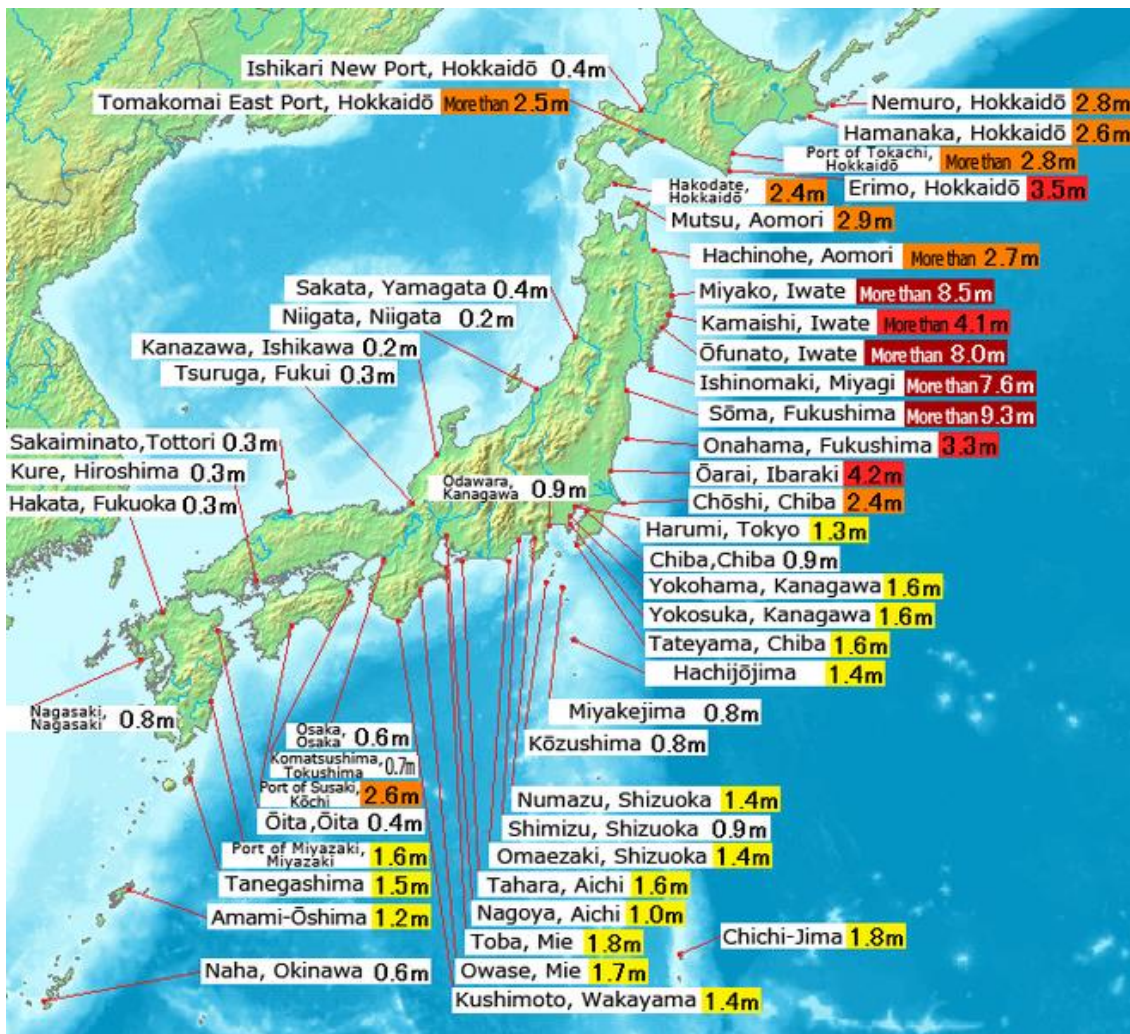 Ishikari New Port, Hokkaidō 0.4m
Tomakomai East Port, Hokkaidō More than 2.5m
Nemuro, Hokkaidō 2.8m
Hamanaka, Hokkaidō 2.6m
Port of Tokachi,
Hokkaidō More than 2.8m
Erimo, Hokkaidō 3.5m
Hakodate,
Hokkaidō 2.4m
Mutsu, Aomori 2.9m
Hachinohe, Aomori More than 2.7m
Sakata, Yamagata 0.4m
Miyako, Iwate More than 8.5m
Niigata, Niigata 0.2m
Kamaishi, Iwate More than 4.1m
Kanazawa, Ishikawa 0.2m
Ōfunato, Iwate More than 8.0m
Tsuruga, Fukui 0.3m
Ishinomaki, Miyagi More than 7.6m
Sōma, Fukushima More than 9.3m
Sakaiminato,Tottori 0.3m
Onahama, Fukushima 3.3m
Kure, Hiroshima 0.3m
Ōarai, Ibaraki 4.2m
Odawara,
Kanagawa 0.9m
Hakata, Fukuoka 0.3m
Chōshi, Chiba 2.4m
Harumi, Tokyo 1.3m
Chiba,Chiba 0.9m
Yokohama, Kanagawa 1.6m
Yokosuka, Kanagawa 1.6m
Tateyama, Chiba 1.6m
Hachijōjima 1.4m
Nagasaki,
Nagasaki 0.8m
Miyakejima 0.8m
Osaka,
Osaka 0.6m
Kōzushima 0.8m
Komatsushima,
Tokushima 0.7m
Port of Susaki,
Kōchi 2.6m
Numazu, Shizuoka 1.4m
Ōita,Ōita 0.4m
Shimizu, Shizuoka 0.9m
Port of Miyazaki,
Miyazaki 1.6m
Omaezaki, Shizuoka 1.4m
Tanegashima 1.5m
Tahara, Aichi 1.6m
Amami-Ōshima 1.2m
Nagoya, Aichi 1.0m
Toba, Mie 1.8m
Chichi-Jima 1.8m
Naha, Okinawa 0.6m
Owase, Mie 1.7m
Kushimoto, Wakayama 1.4m